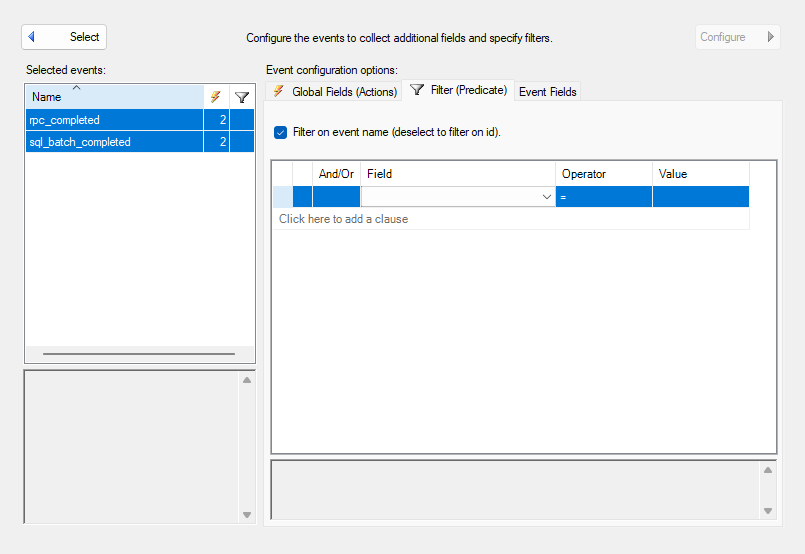 Select
Configure the events to collect additional fields and specify filters.
Configure
Selected events:
Event configuration options:
Name
Global Fields (Actions)
Filter (Predicate)
Event Fields
rpc_completed 2
sql_batch_completed 2
Filter on event name (deselect to filter on id).
And/Or Field Operator Value
=
Click here to add a clause